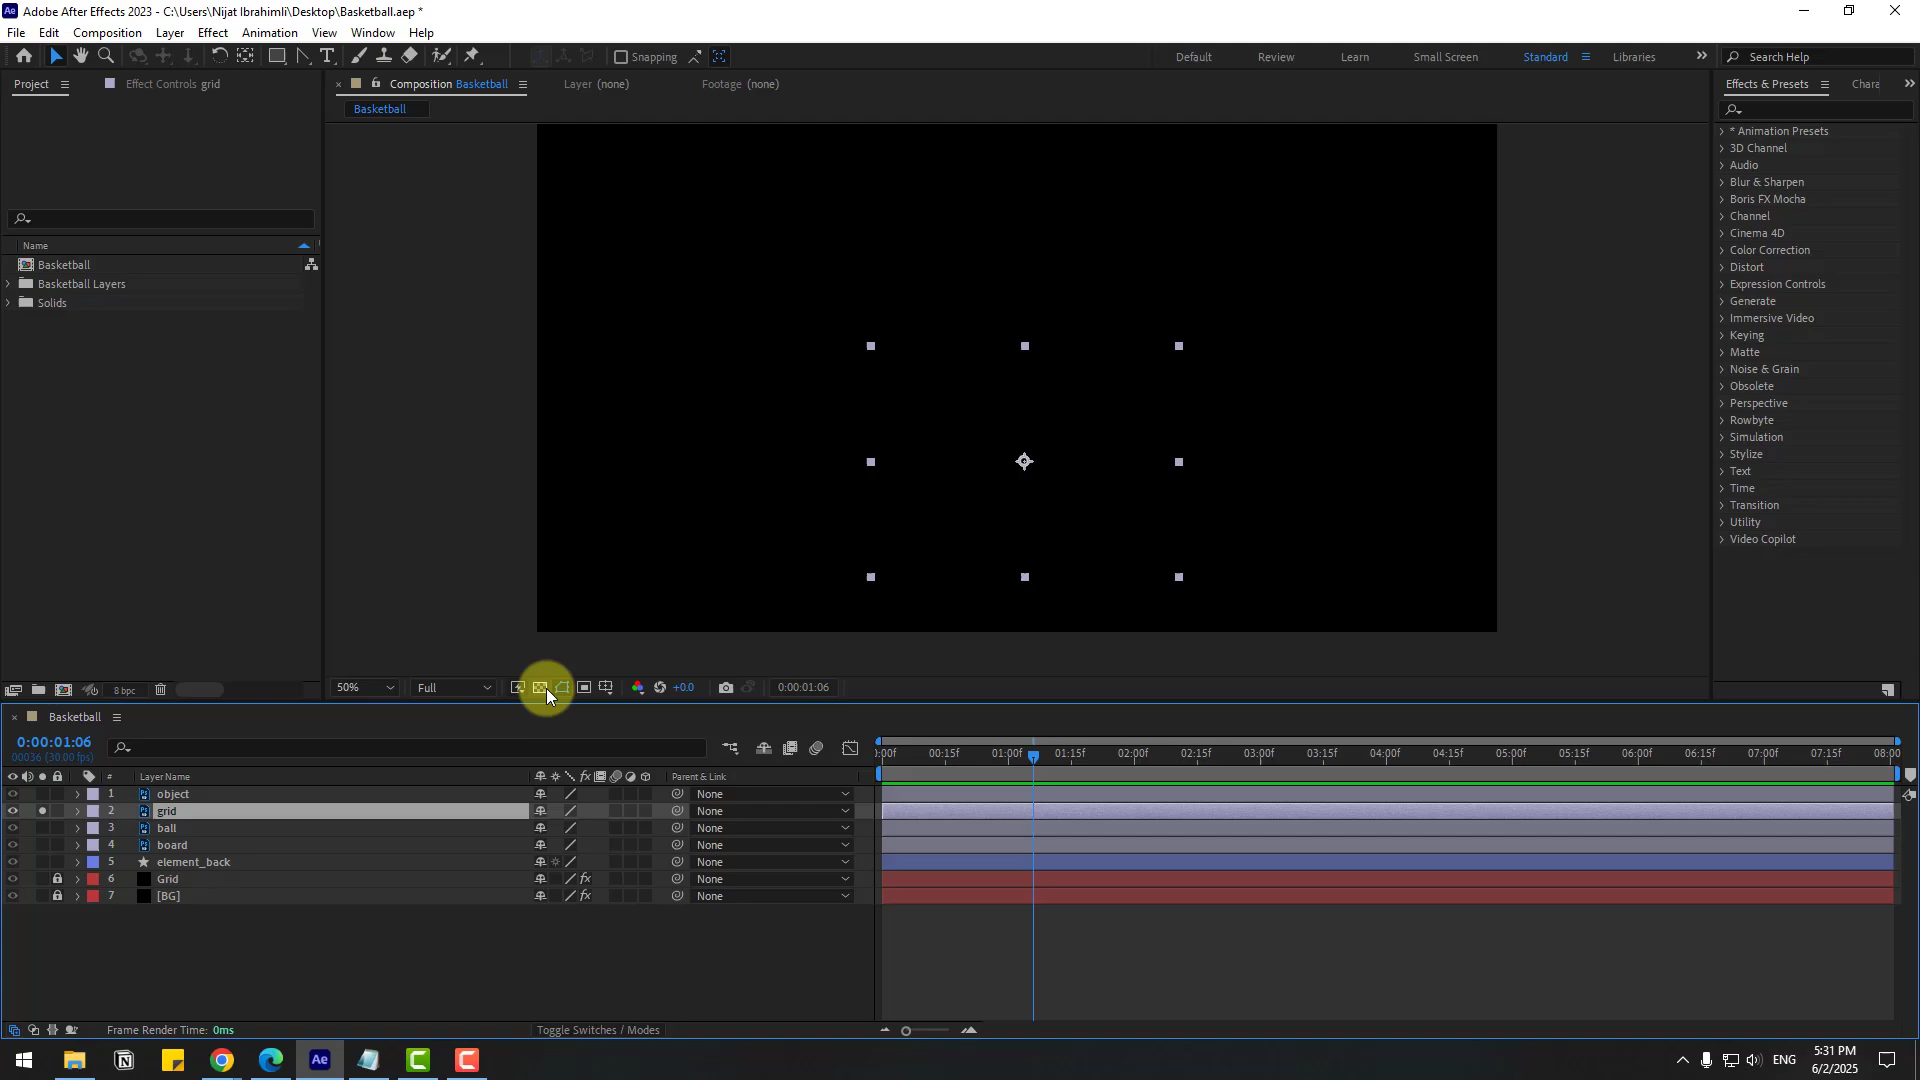 Adobe After Effects 2023 - C:\Users\Nijat Ibrahimli\Desktop\Basketball.aep *
File Edit Composition Layer Effect Animation View Window Help
Snapping Default Review Learn Small Screen Standard Libraries Search Help
Project Effect Controls grid Composition Basketball Layer (none) Footage (none) Effects & Presets Chara
Basketball
* Animation Presets
3D Channel
Audio
Blur & Sharpen
Boris FX Mocha
Channel
Cinema 4D
Color Correction
Distort
Expression Controls
Generate
Immersive Video
Keying
Matte
Noise & Grain
Obsolete
Perspective
Rowbyte
Simulation
Stylize
Text
Time
Transition
Utility
Video Copilot
Name
Basketball
Basketball Layers
Solids
8 bpc 50% Full +0.0 0:00:01:06
Basketball
0:00:01:06
00036 (30.00 fps)
):00f 00:15f 01:00f 01:15f 02:00f 02:15f 03:00f 03:15f 04:00f 04:15f 05:00f 05:15f 06:00f 06:15f 07:00f 07:15f 08:00
# Layer Name Parent & Link
1 object None
2 grid None
3 ball None
4 board None
5 element_back None
6 Grid fx None
7 [BG] fx None
Frame Render Time: 0ms Toggle Switches / Modes
ENG 5:31 PM
6/2/2025